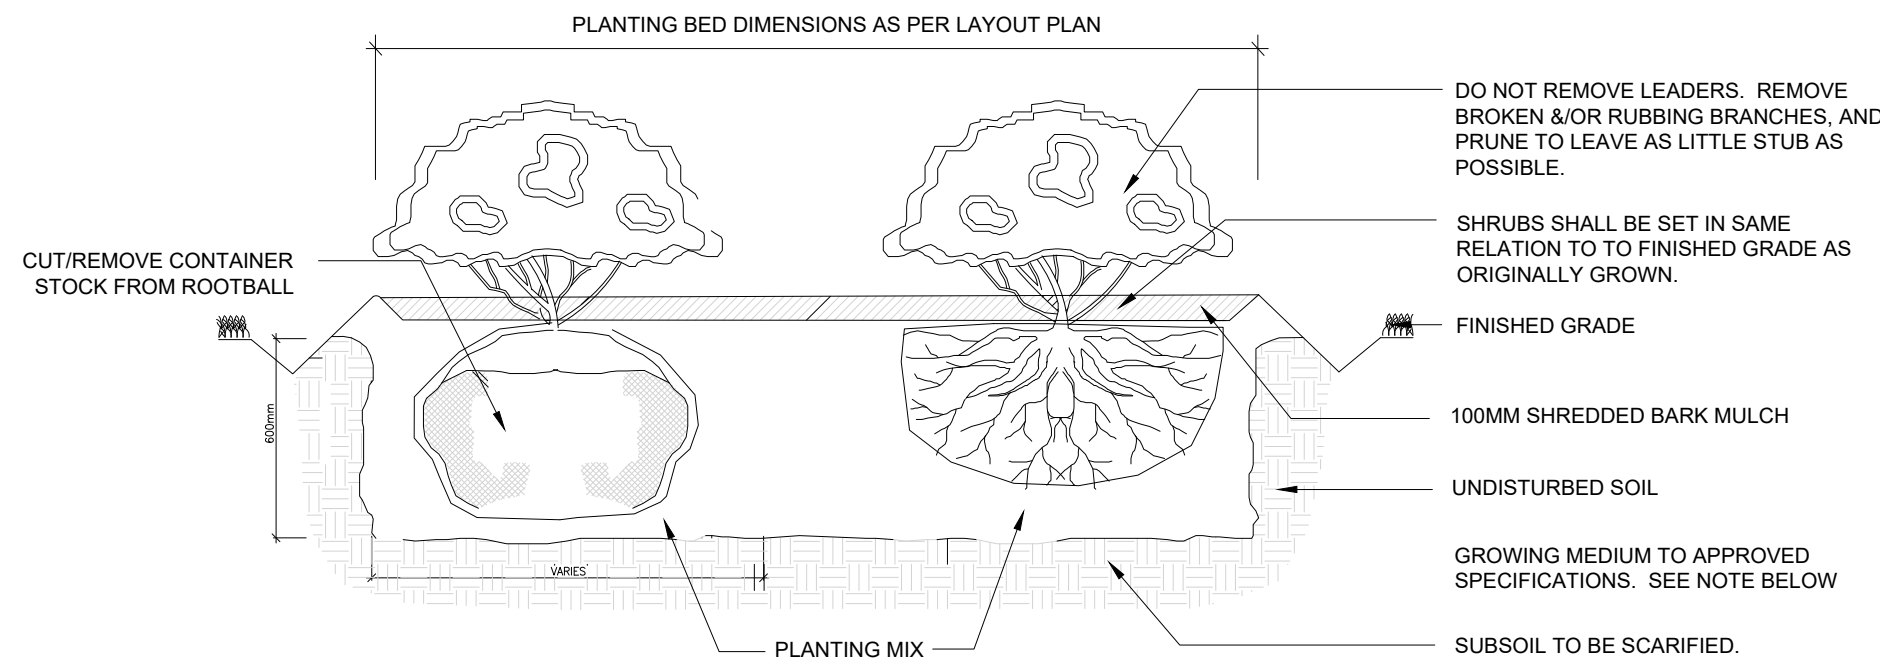 PLANTING BED DIMENSIONS AS PER LAYOUT PLAN
DO NOT REMOVE LEADERS. REMOVE
BROKEN &/OR RUBBING BRANCHES, AND
PRUNE TO LEAVE AS LITTLE STUB AS
POSSIBLE.
SHRUBS SHALL BE SET IN SAME
RELATION TO TO FINISHED GRADE AS
ORIGINALLY GROWN.
CUT/REMOVE CONTAINER
STOCK FROM ROOTBALL
FINISHED GRADE
600mm
100MM SHREDDED BARK MULCH
UNDISTURBED SOIL
GROWING MEDIUM TO APPROVED
SPECIFICATIONS. SEE NOTE BELOW
VARIES
PLANTING MIX
SUBSOIL TO BE SCARIFIED.